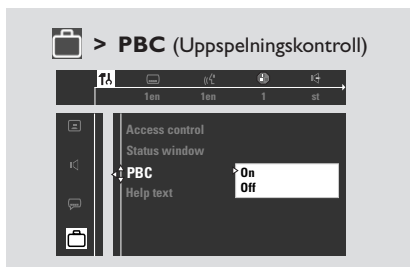 > PBC (Uppspelningskontroll)
1en 1en 1 st
Access control
Status window
PBC
On
Off
Help text